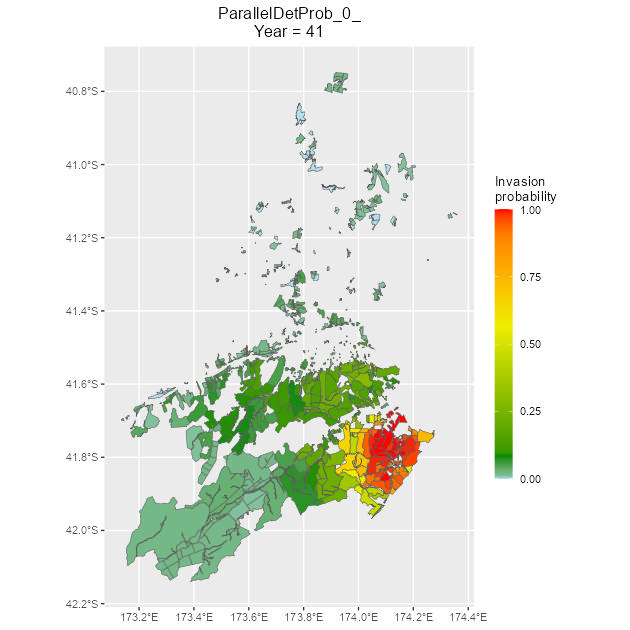 ParallelDetProb_0_
Year = 41
40.8°S
41.0°S
41.2°S
41.4°S
41.6°S
41.8°S
42.0°S
42.2°S
173.2°E 173.4°E 173.6°E 173.8°E 174.0°E 174.2°E 174.4°E
Invasion
probability
1.00
0.75
0.50
0.25
0.00